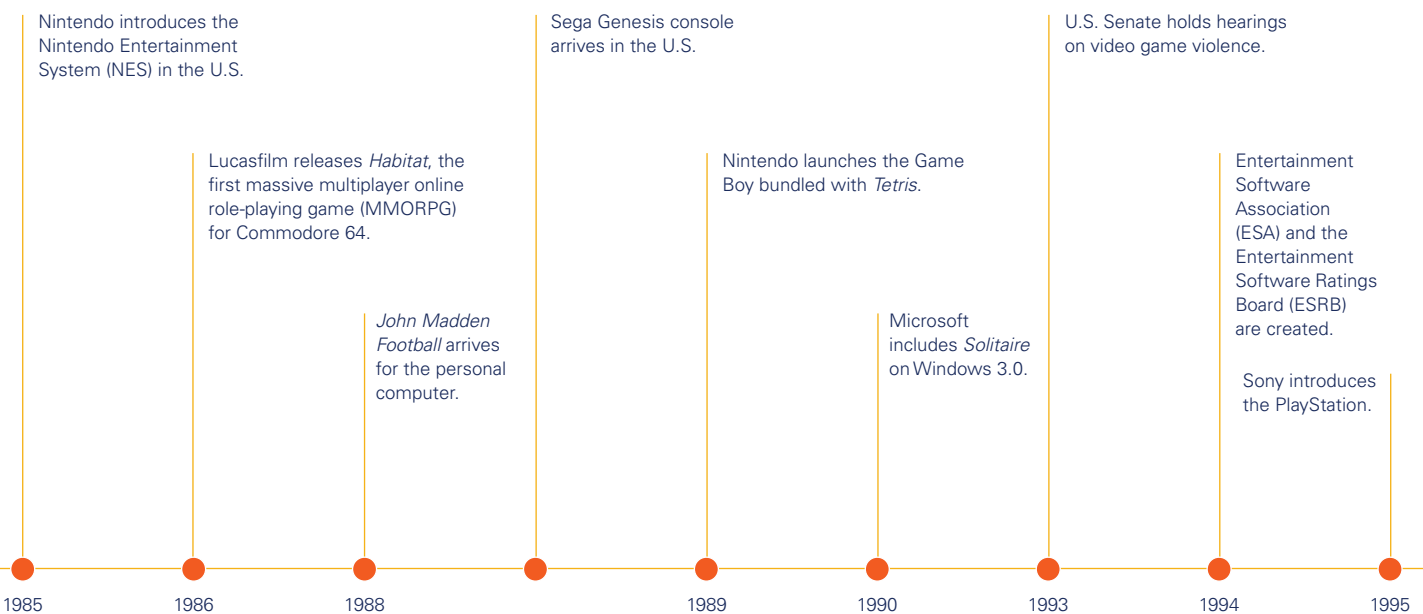 Nintendo introduces the
Nintendo Entertainment
System (NES) in the U.S.
Lucasfilm releases Habitat, the
first massive multiplayer online
role-playing game (MMORPG)
for Commodore 64.
John Madden
Football arrives
for the personal
computer.
Sega Genesis console
arrives in the U.S.
Nintendo launches the Game
Boy bundled with Tetris.
Microsoft
includes Solitaire
on Windows 3.0.
U.S. Senate holds hearings
on video game violence.
Entertainment
Software
Association
(ESA) and the
Entertainment
Software Ratings
Board (ESRB)
are created.
Sony introduces
the PlayStation.
1985
1986
1988
1989
1990
1993
1994
1995